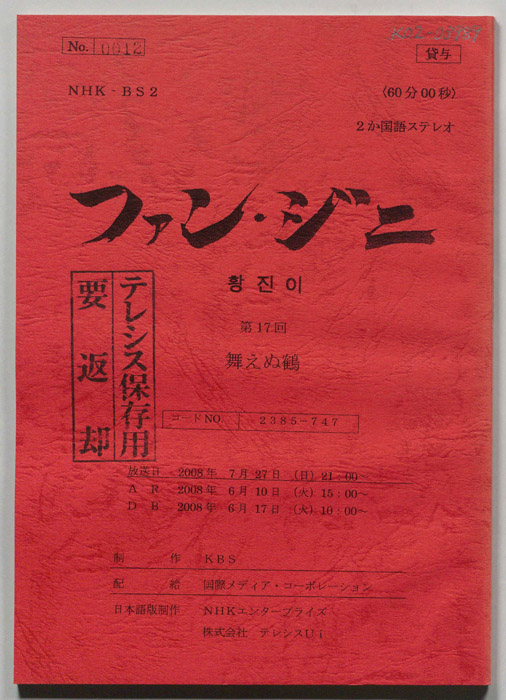 No. 0012
貸与
NHK-BS2
〈60分00秒〉
2か国語ステレオ
ファン・ジニ
황진이
第17回
舞えぬ鶴
テレシス保存用
要返却
コードNO. 2385-747
放送日 2008年 7月27日 (日) 21:00~
AR 2008年 6月10日 (火) 15:00~
DB 2008年 6月17日 (火) 10:00~
制作 KBS
配給 国際メディア・コーポレーション
日本語版制作 NHKエンタープライズ
株式会社 テレシスUi